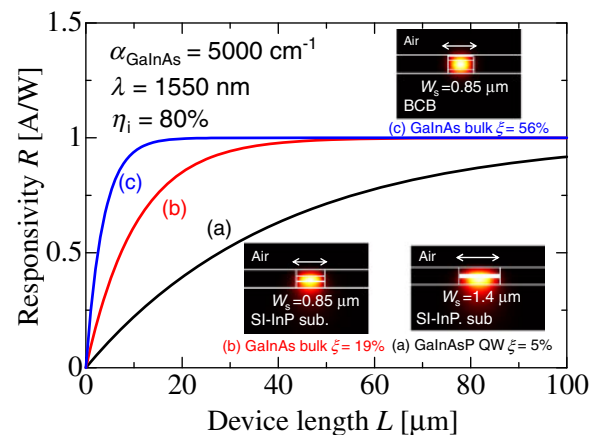 α_GaInAs = 5000 cm⁻¹
λ = 1550 nm
η_i = 80%
Air
W_s=0.85 μm
BCB
(c) GaInAs bulk ξ = 56%
(c)
(b)
(a)
Air
W_s=0.85 μm
SI-InP sub.
(b) GaInAs bulk ξ = 19%
Air
W_s=1.4 μm
SI-InP. sub
(a) GaInAsP QW ξ = 5%
Responsivity R [A/W]
1.5
1
0.5
0
0 20 40 60 80 100
Device length L [μm]